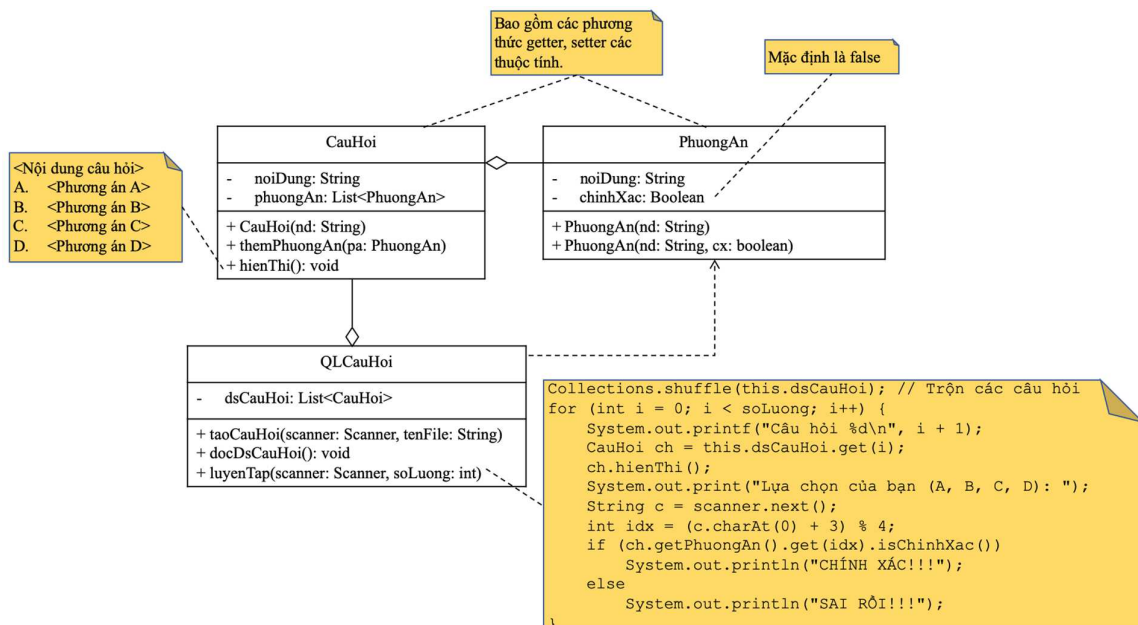 Bao gồm các phương
thức getter, setter các
thuộc tính.
Mặc định là false
CauHoi
- noiDung: String
- phuongAn: List<PhuongAn>
+ CauHoi(nd: String)
+ themPhuongAn(pa: PhuongAn)
+ hienThi(): void
PhuongAn
- noiDung: String
- chinhXac: Boolean
+ PhuongAn(nd: String)
+ PhuongAn(nd: String, cx: boolean)
<Nội dung câu hỏi>
A. <Phương án A>
B. <Phương án B>
C. <Phương án C>
D. <Phương án D>
QLCauHoi
- dsCauHoi: List<CauHoi>
+ taoCauHoi(scanner: Scanner, tenFile: String)
+ docDsCauHoi(): void
+ luyenTap(scanner: Scanner, soLuong: int)
Collections.shuffle(this.dsCauHoi); // Trộn các câu hỏi
for (int i = 0; i < soLuong; i++) {
System.out.printf("Câu hỏi %d\n", i + 1);
CauHoi ch = this.dsCauHoi.get(i);
ch.hienThi();
System.out.print("Lựa chọn của bạn (A, B, C, D): ");
String c = scanner.next();
int idx = (c.charAt(0) + 3) % 4;
if (ch.getPhuongAn().get(idx).isChinhXac())
System.out.println("CHÍNH XÁC!!!");
else
System.out.println("SAI RỒI!!!");
}